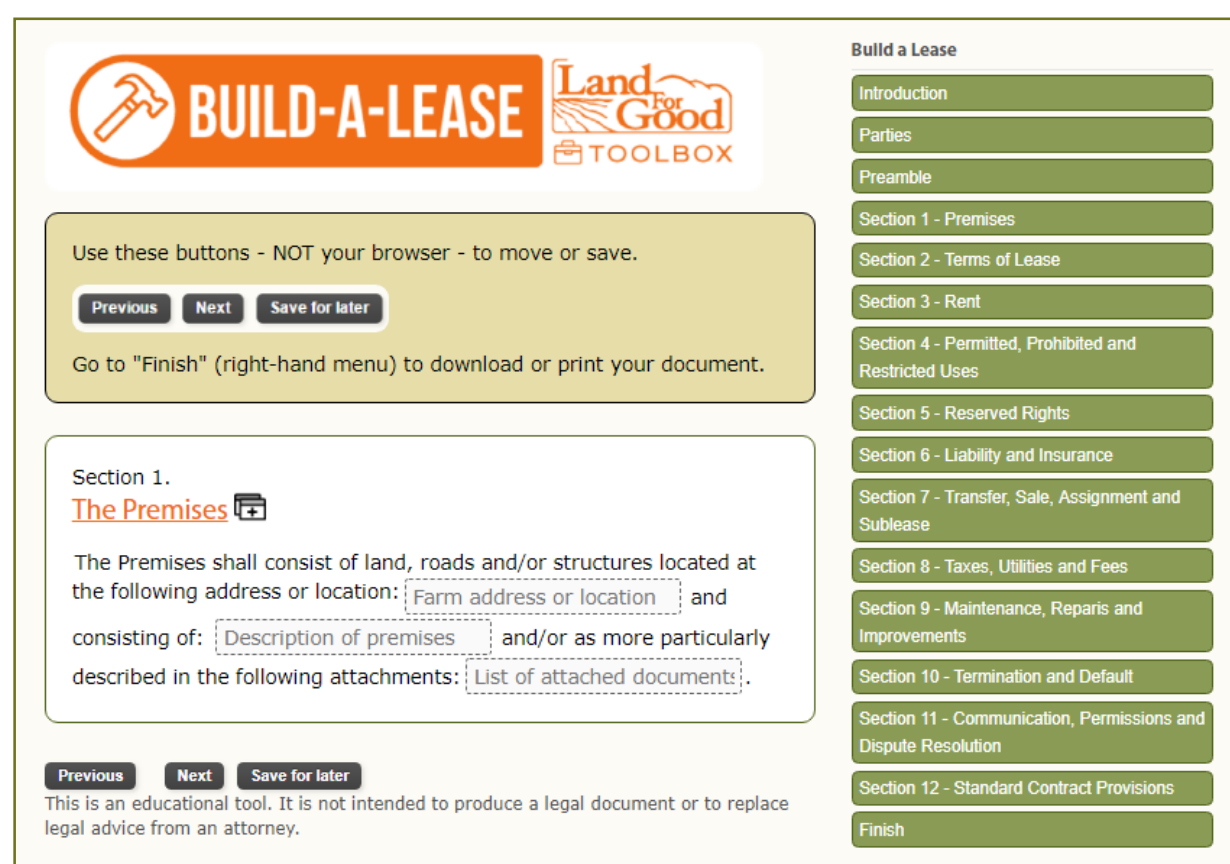 BUILD-A-LEASE
Land
For
Good
TOOLBOX
Use these buttons - NOT your browser - to move or save.
Previous Next Save for later
Go to "Finish" (right-hand menu) to download or print your document.
Section 1.
The Premises
The Premises shall consist of land, roads and/or structures located at
the following address or location: Farm address or location and
consisting of: Description of premises and/or as more particularly
described in the following attachments: List of attached documents.
Previous Next Save for later
This is an educational tool. It is not intended to produce a legal document or to replace
legal advice from an attorney.
Build a Lease
Introduction
Parties
Preamble
Section 1 - Premises
Section 2 - Terms of Lease
Section 3 - Rent
Section 4 - Permitted, Prohibited and
Restricted Uses
Section 5 - Reserved Rights
Section 6 - Liability and Insurance
Section 7 - Transfer, Sale, Assignment and
Sublease
Section 8 - Taxes, Utilities and Fees
Section 9 - Maintenance, Reparis and
Improvements
Section 10 - Termination and Default
Section 11 - Communication, Permissions and
Dispute Resolution
Section 12 - Standard Contract Provisions
Finish